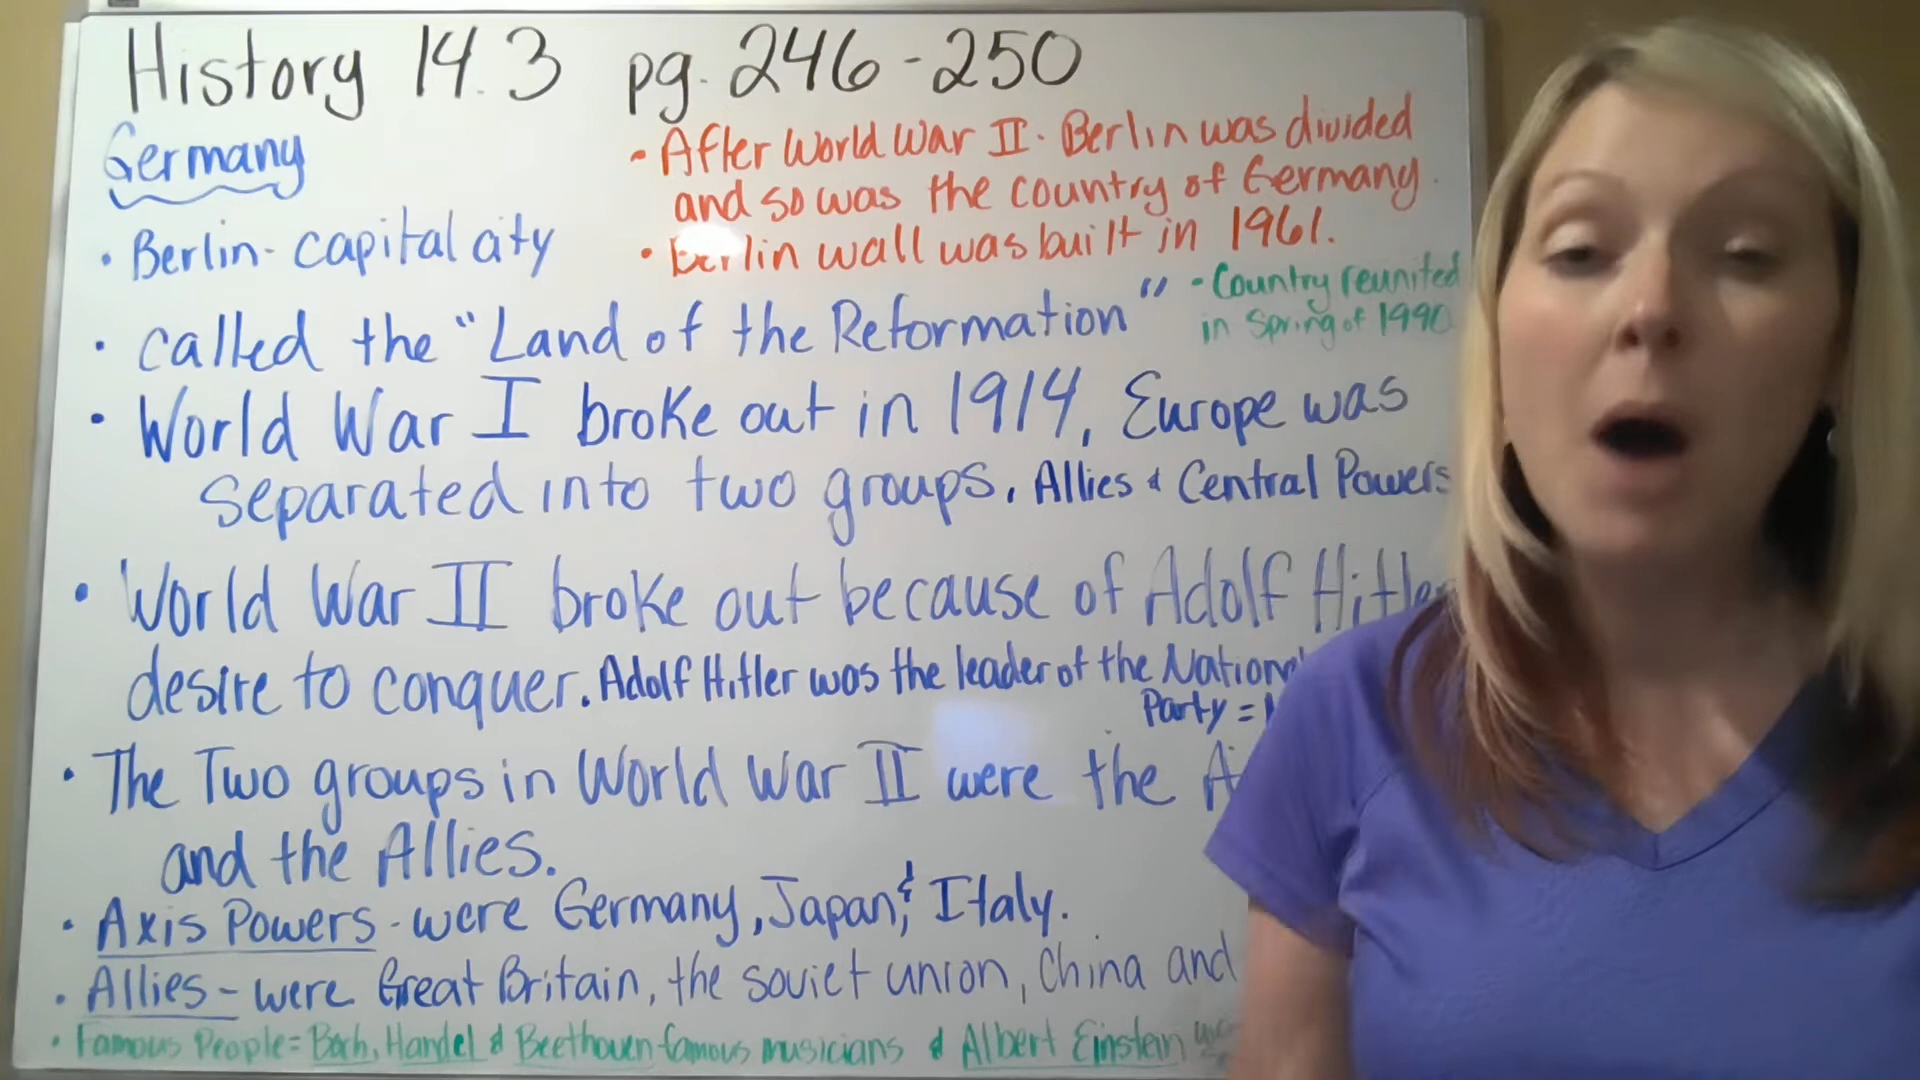 History 14.3 pg. 246-250
Germany
• Berlin - capital city
- After World War II. Berlin was divided
and so was the country of Germany.
• Berlin wall was built in 1961.
• called the "Land of the Reformation"
• Country reunited
in Spring of 1990
• World War I broke out in 1914, Europe was
separated into two groups. Allies & Central Powers
• World War II broke out because of Adolf Hitler
desire to conquer. Adolf Hitler was the leader of the
Party =
• The Two groups in World War II were the
and the Allies.
• Axis Powers - were Germany, Japan, & Italy.
• Allies - were Great Britain, the soviet union, China and
• Famous People = Bach, Handel & Beethoven famous musicians & Albert Einstein